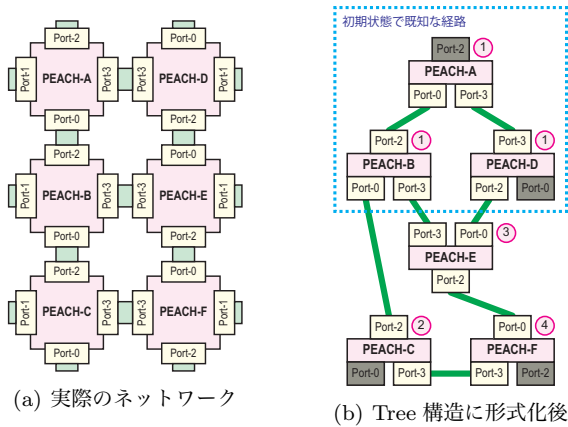 Port-2
Port-1
PEACH-A
Port-3
Port-0
Port-0
Port-3
PEACH-D
Port-1
Port-2
Port-2
Port-1
PEACH-B
Port-3
Port-0
Port-0
Port-3
PEACH-E
Port-1
Port-2
Port-2
Port-1
PEACH-C
Port-3
Port-0
Port-0
Port-3
PEACH-F
Port-1
Port-2
(a) 実際のネットワーク
初期状態で既知な経路
Port-2 1
PEACH-A
Port-0 Port-3
Port-2 1
PEACH-B
Port-0 Port-3
Port-3 1
PEACH-D
Port-2 Port-0
Port-3 Port-0 3
PEACH-E
Port-2
Port-2 2
PEACH-C
Port-0 Port-3
Port-0 4
PEACH-F
Port-3 Port-2
(b) Tree 構造に形式化後